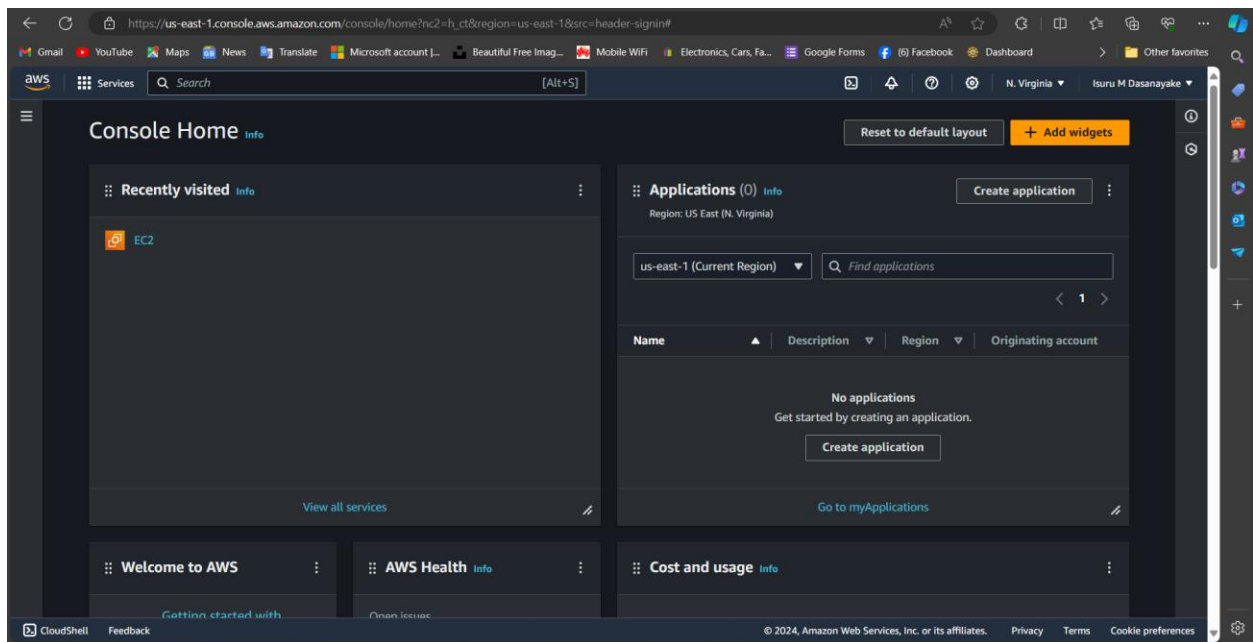 https://us-east-1.console.aws.amazon.com/console/home?nc2=h_ct&region=us-east-1&src=header-signin#
Gmail YouTube Maps News Translate Microsoft account |... Beautiful Free Imag... Mobile WiFi Electronics, Cars, Fa... Google Forms (6) Facebook Dashboard Other favorites
aws Services Search [Alt+S] N. Virginia Isuru M Dasanayake
Console Home Info Reset to default layout + Add widgets
Recently visited Info
EC2
View all services
Applications (0) Info Create application
Region: US East (N. Virginia)
us-east-1 (Current Region) Find applications
< 1 >
Name Description Region Originating account
No applications
Get started by creating an application.
Create application
Go to myApplications
Welcome to AWS AWS Health Info Cost and usage Info
Getting started with Open issues
CloudShell Feedback © 2024, Amazon Web Services, Inc. or its affiliates. Privacy Terms Cookie preferences